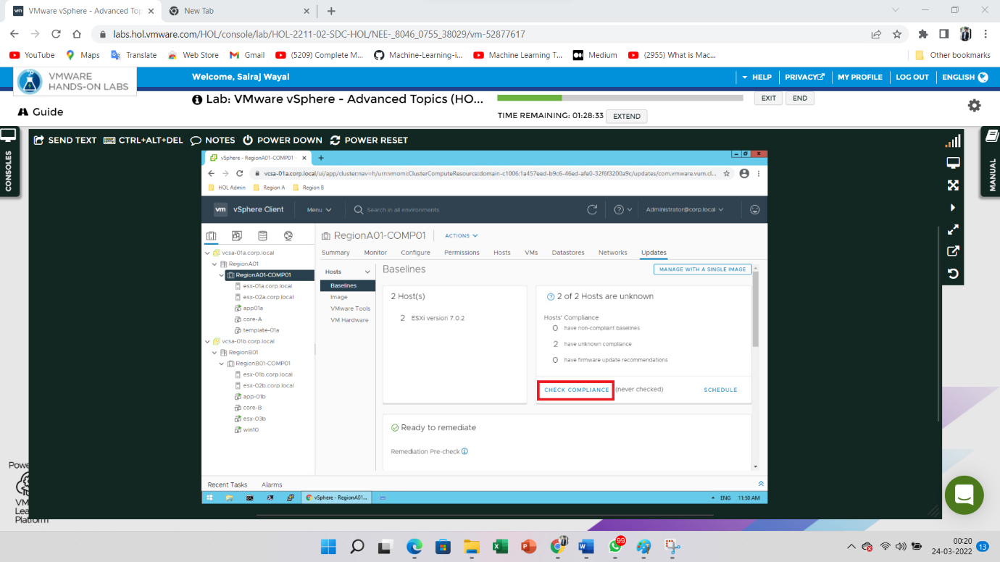 VMware vSphere - Advanced Top
New Tab
labs.hol.vmware.com/HOL/console/lab/HOL-2211-02-SDC-HOL/NEE-_8046_0755_38029/vm-52877617
YouTube Maps Translate Web Store Gmail (5209) Complete M... Machine-Learning-i... Machine Learning T... Medium (2955) What is Mac... Other bookmarks
VMWARE
HANDS-ON LABS
Welcome, Sairaj Wayal
HELP PRIVACY MY PROFILE LOG OUT ENGLISH
Guide
Lab: VMware vSphere - Advanced Topics (HO...
EXIT END
TIME REMAINING: 01:28:33 EXTEND
CONSOLES
SEND TEXT CTRL+ALT+DEL NOTES POWER DOWN POWER RESET
MANUAL
vSphere - RegionA01-COMP01 -
vcsa-01a.corp.local/ui/app/cluster;nav=h/urn:vmomi:ClusterComputeResource:domain-c1006:1a457eed-b9c6-46ed-afe0-32f6f3200a9c/updates/com.vmware.vum.cl...
HOL Admin Region A Region B
vm vSphere Client Menu Search in all environments Administrator@corp.local
vcsa-01a.corp.local
RegionA01
RegionA01-COMP01
esx-01a.corp.local
esx-02a.corp.local
app01a
core-A
template-01a
vcsa-01b.corp.local
RegionB01
RegionB01-COMP01
esx-01b.corp.local
esx-02b.corp.local
app-01b
core-B
esx-03b
win10
RegionA01-COMP01 ACTIONS
Summary Monitor Configure Permissions Hosts VMs Datastores Networks Updates
Hosts
Baselines
Image
VMware Tools
VM Hardware
Baselines
MANAGE WITH A SINGLE IMAGE
2 Host(s)
2 ESXi version 7.0.2
2 of 2 Hosts are unknown
Hosts' Compliance
0 have non-compliant baselines
2 have unknown compliance
0 have firmware update recommendations
CHECK COMPLIANCE (never checked) SCHEDULE
Ready to remediate
Remediation Pre-check
Recent Tasks Alarms
vSphere - RegionA01... ENG 11:50 AM
Powe
VM
Lea
Platform
99
00:20
24-03-2022
13